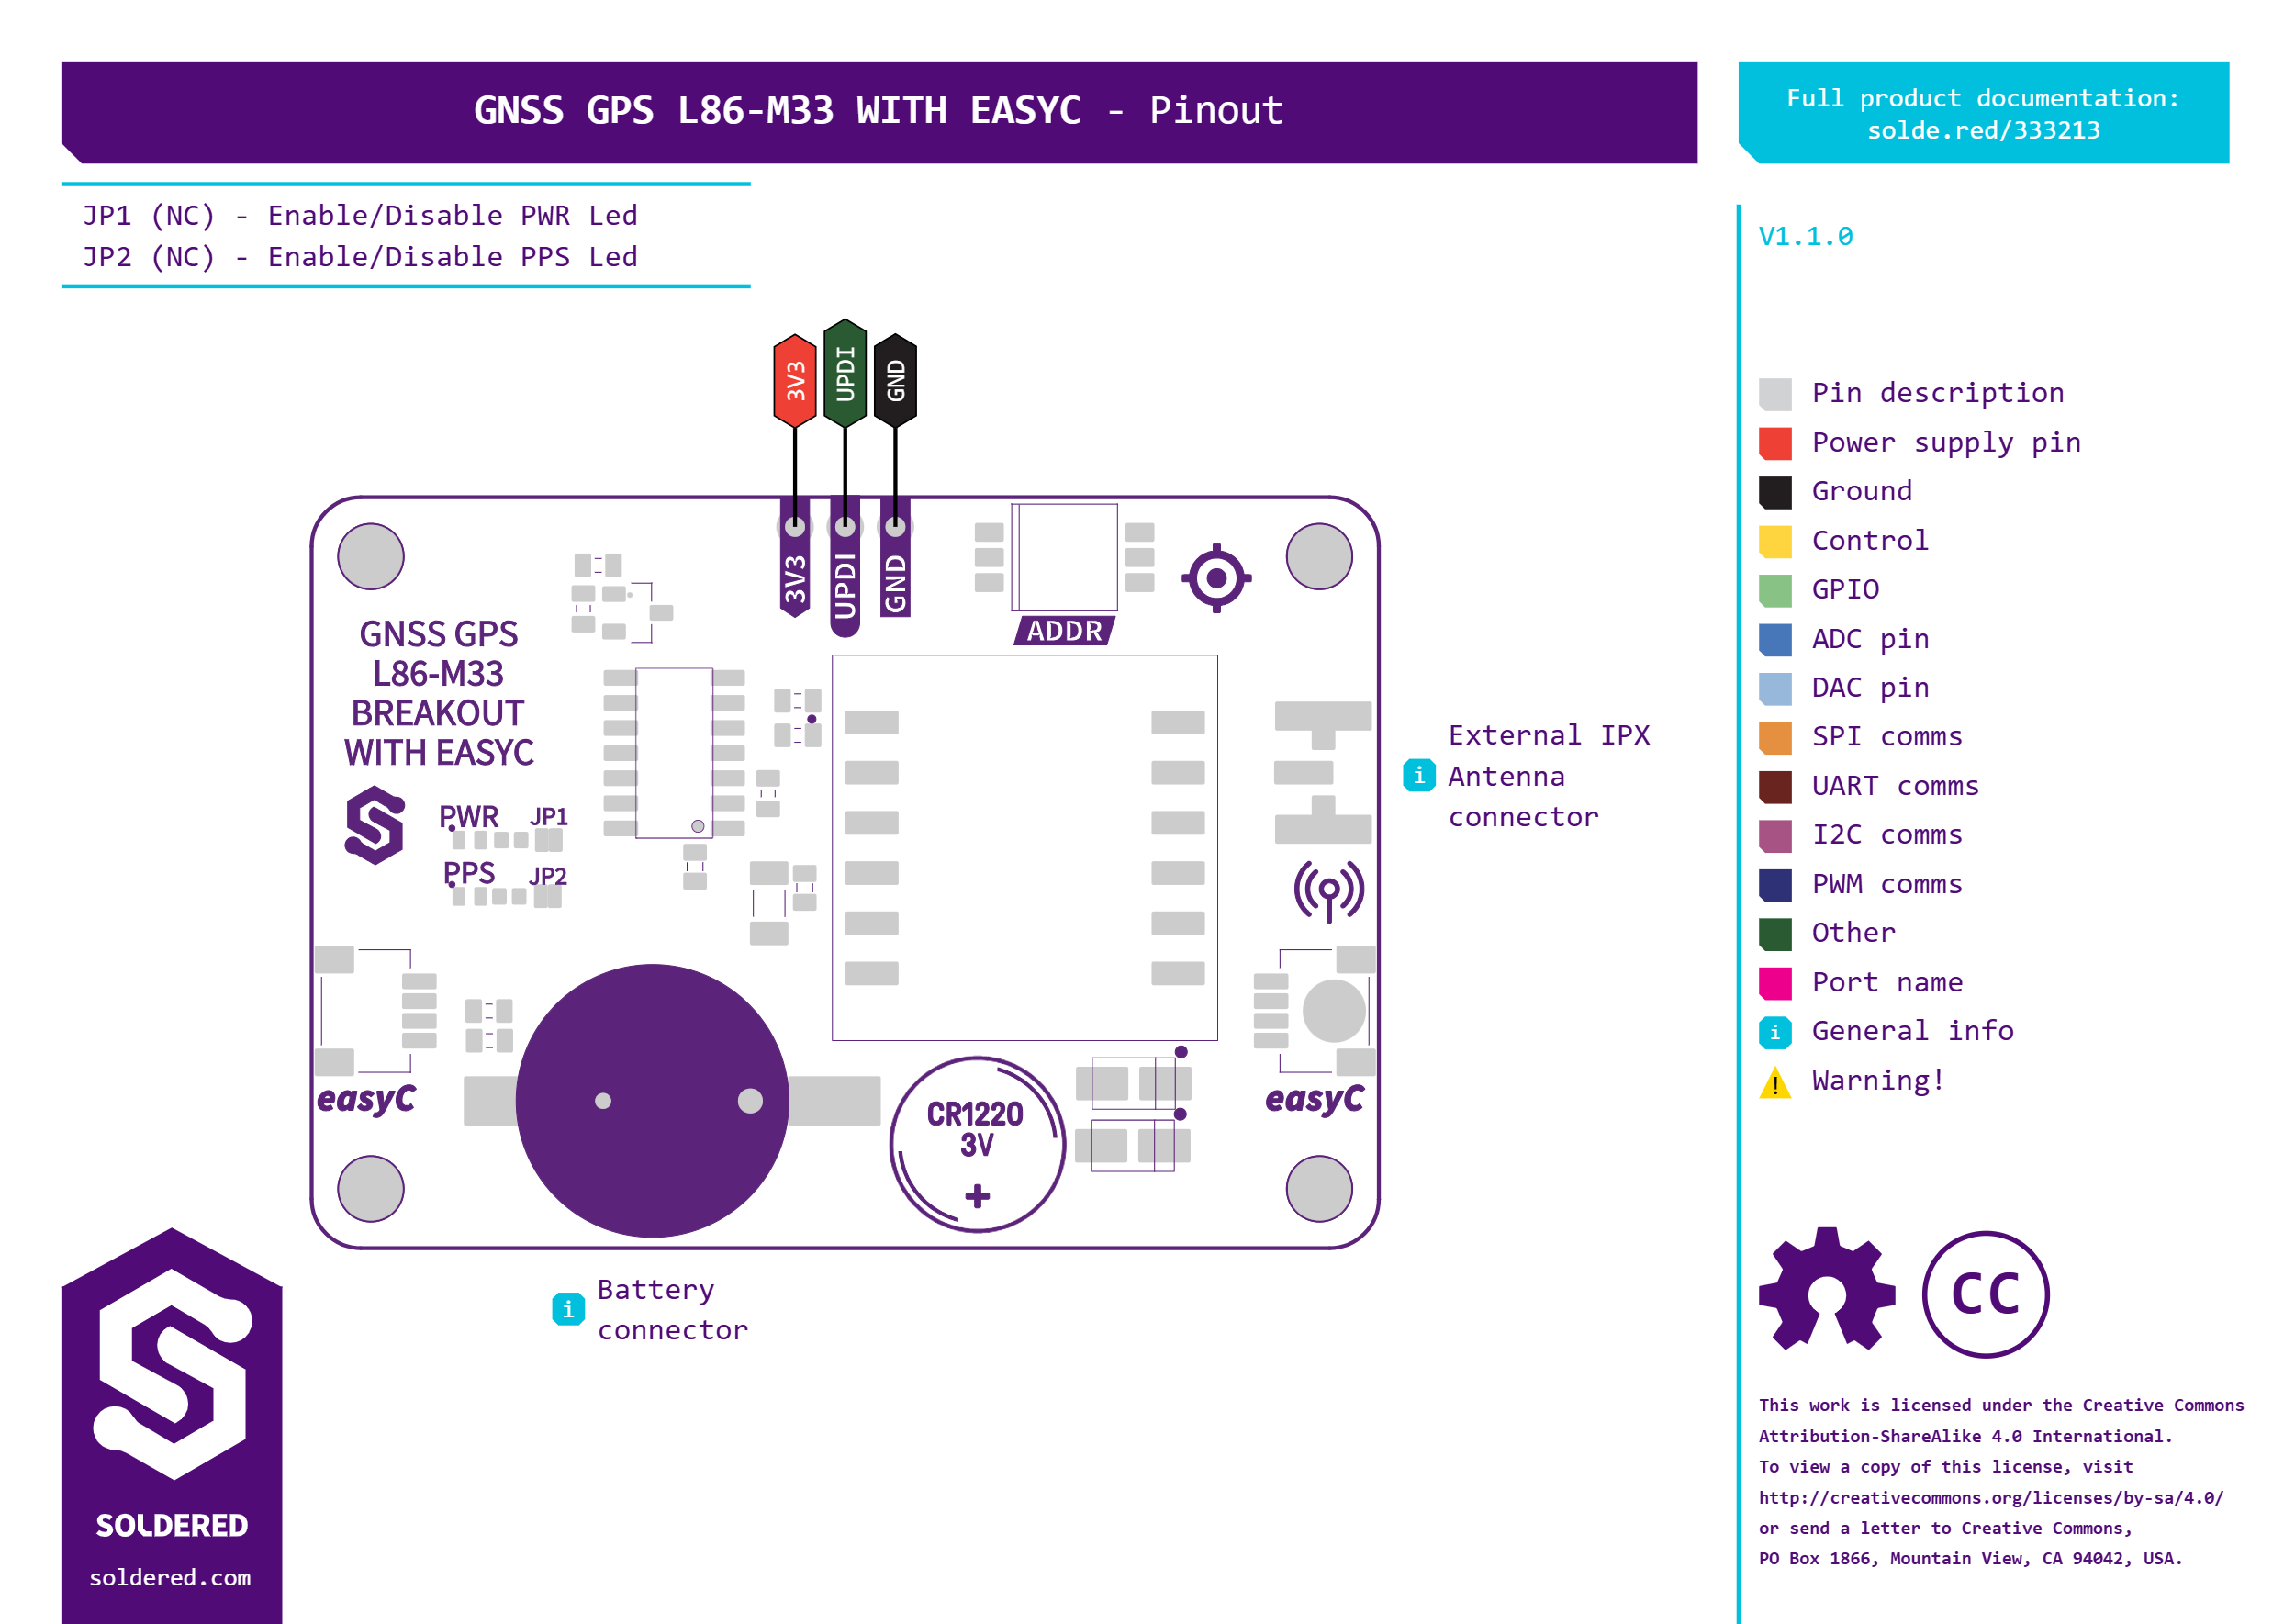 GNSS GPS L86-M33 WITH EASYC - Pinout
Full product documentation:
solde.red/333213
JP1 (NC) - Enable/Disable PWR Led
JP2 (NC) - Enable/Disable PPS Led
V1.1.0
3V3
UPDI
GND
3V3
UPDI
GND
ADDR
GNSS GPS
L86-M33
BREAKOUT
WITH EASYC
PWR
JP1
PPS
JP2
easyC
easyC
CR1220
3V
+
i
External IPX
Antenna
connector
i
Battery
connector
Pin description
Power supply pin
Ground
Control
GPIO
ADC pin
DAC pin
SPI comms
UART comms
I2C comms
PWM comms
Other
Port name
i General info
! Warning!
CC
This work is licensed under the Creative Commons
Attribution-ShareAlike 4.0 International.
To view a copy of this license, visit
http://creativecommons.org/licenses/by-sa/4.0/
or send a letter to Creative Commons,
PO Box 1866, Mountain View, CA 94042, USA.
SOLDERED
soldered.com